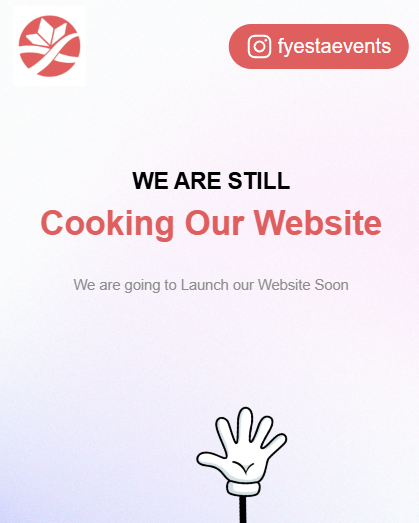 fyestaevents
WE ARE STILL
Cooking Our Website
We are going to Launch our Website Soon